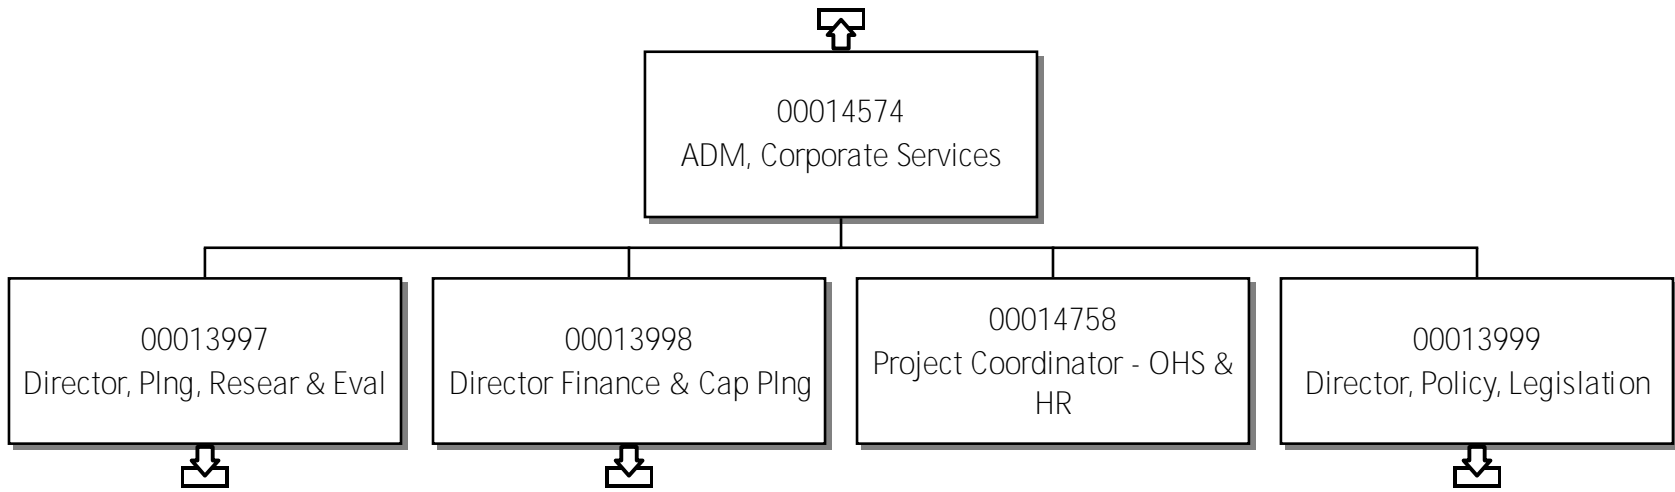 00014574
ADM, Corporate Services
00013997
Director, Plng, Resear & Eval
00013998
Director Finance & Cap Plng
00014758
Project Coordinator - OHS &
HR
00013999
Director, Policy, Legislation